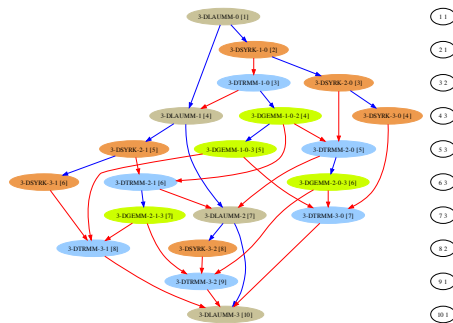 3-DLAUMM-0 [1] 1 1
3-DSYRK-1-0 [2] 2 1
3-DTRMM-1-0 [3] 3-DSYRK-2-0 [3] 3 2
3-DLAUMM-1 [4] 3-DGEMM-1-0-2 [4] 3-DSYRK-3-0 [4] 4 3
3-DSYRK-2-1 [5] 3-DGEMM-1-0-3 [5] 3-DTRMM-2-0 [5] 5 3
3-DSYRK-3-1 [6] 3-DTRMM-2-1 [6] 3-DGEMM-2-0-3 [6] 6 3
3-DGEMM-2-1-3 [7] 3-DLAUMM-2 [7] 3-DTRMM-3-0 [7] 7 3
3-DTRMM-3-1 [8] 3-DSYRK-3-2 [8] 8 2
3-DTRMM-3-2 [9] 9 1
3-DLAUMM-3 [10] 10 1